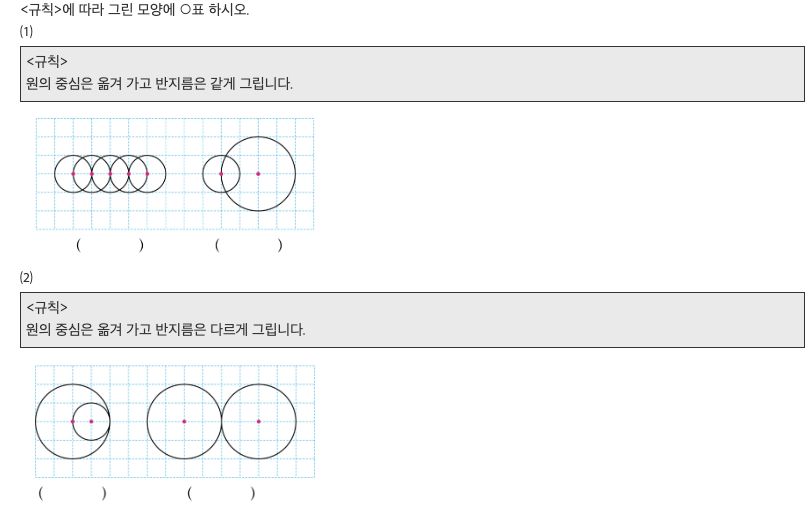 <규칙>에 따라 그린 모양에 ○표 하시오.
(1)
<규칙>
원의 중심은 옮겨 가고 반지름은 같게 그립니다.
( ) ( )
(2)
<규칙>
원의 중심은 옮겨 가고 반지름은 다르게 그립니다.
( ) ( )